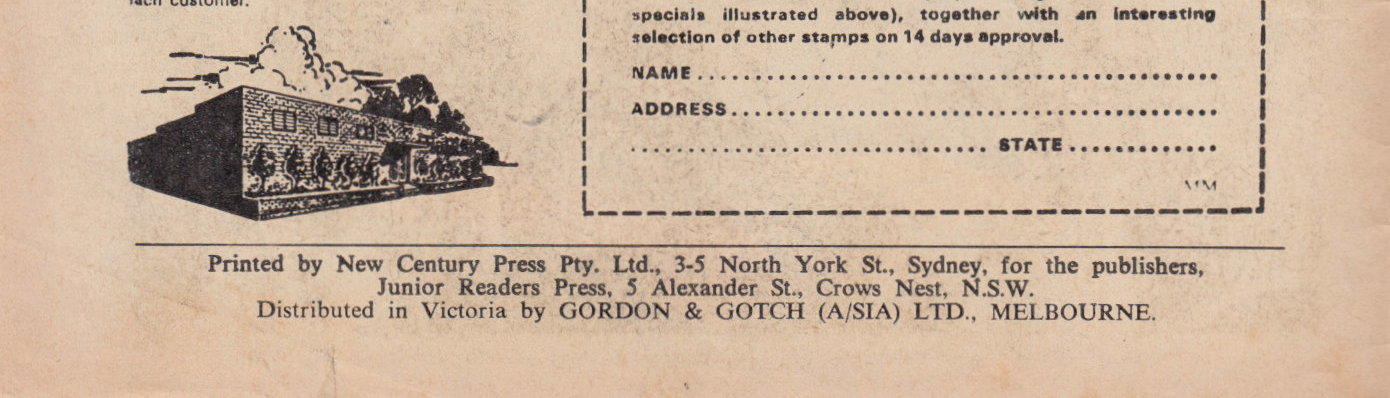 each customer.
specials illustrated above), together with an interesting
selection of other stamps on 14 days approval.
NAME
ADDRESS
STATE
MM
Printed by New Century Press Pty. Ltd., 3-5 North York St., Sydney, for the publishers,
Junior Readers Press, 5 Alexander St., Crows Nest, N.S.W.
Distributed in Victoria by GORDON & GOTCH (A/SIA) LTD., MELBOURNE.